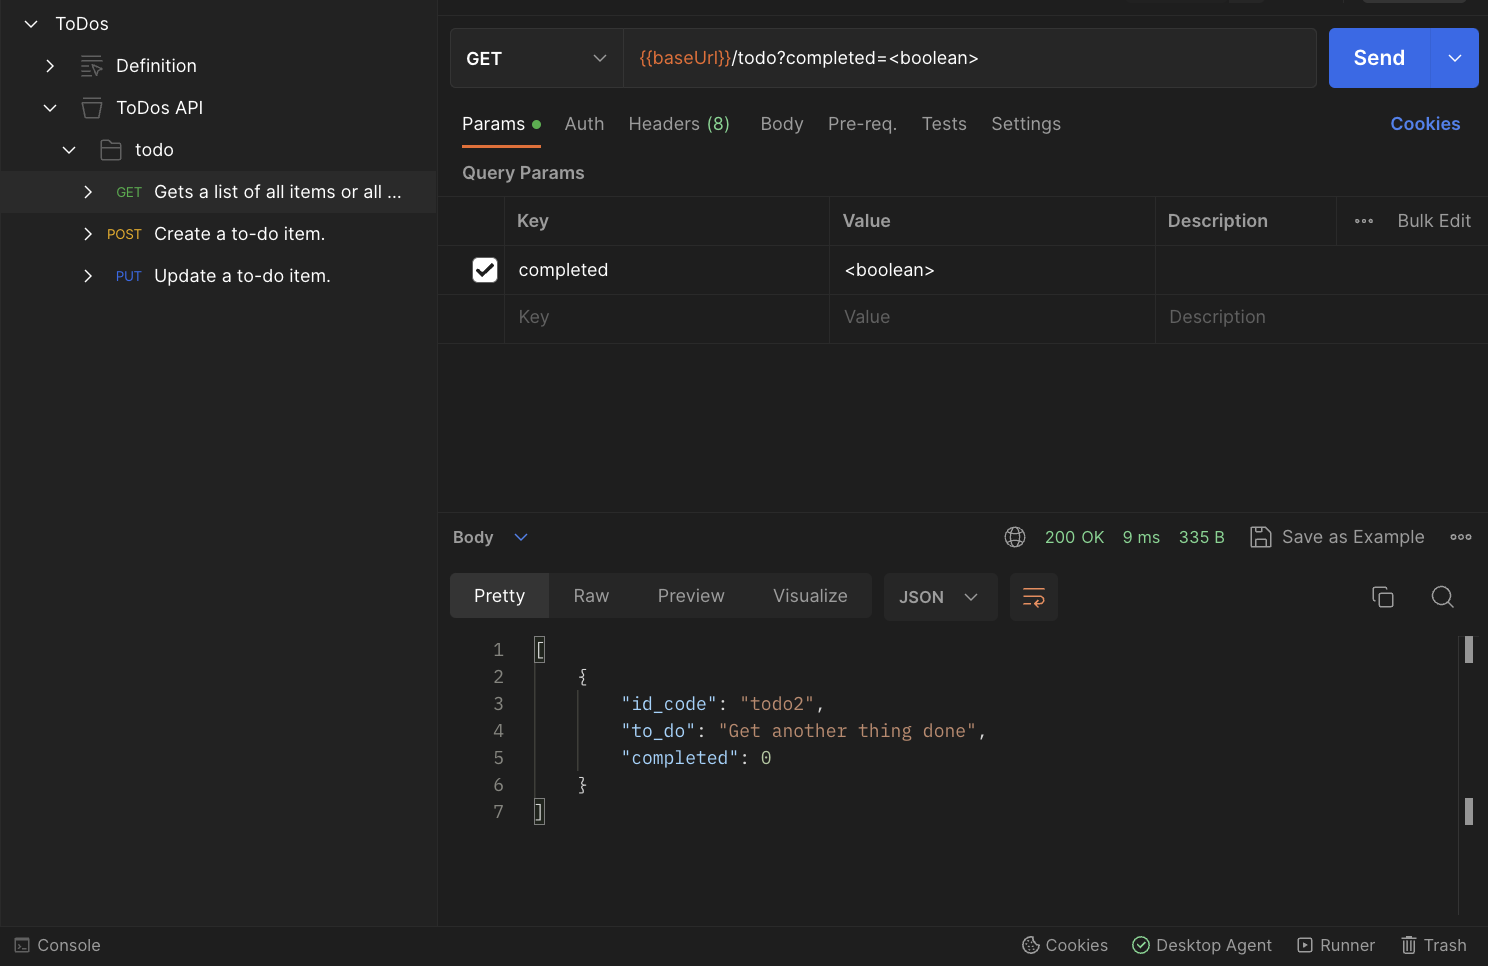 ToDos
Definition
ToDos API
todo
GET Gets a list of all items or all ...
POST Create a to-do item.
PUT Update a to-do item.
GET {{baseUrl}}/todo?completed=<boolean> Send
Params Auth Headers (8) Body Pre-req. Tests Settings Cookies
Query Params
Key Value Description Bulk Edit
completed <boolean>
Key Value Description
Body 200 OK 9 ms 335 B Save as Example
Pretty Raw Preview Visualize JSON
1 [
2 {
3 "id_code": "todo2",
4 "to_do": "Get another thing done",
5 "completed": 0
6 }
7 ]
Console Cookies Desktop Agent Runner Trash